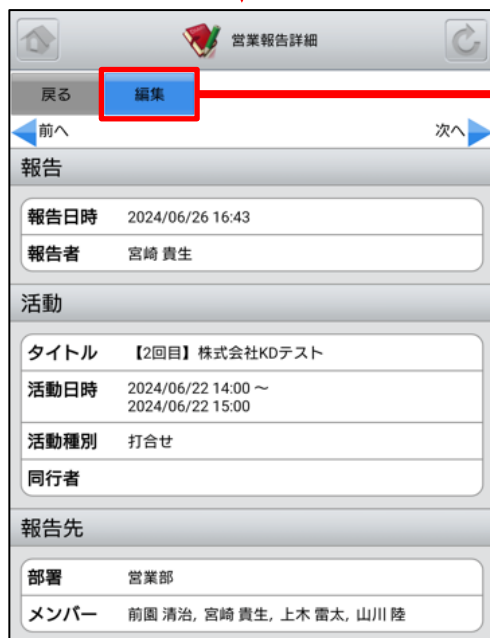 営業報告詳細
戻る 編集
前へ 次へ
報告
報告日時 2024/06/26 16:43
報告者 宮崎 貴生
活動
タイトル 【2回目】株式会社KDテスト
活動日時 2024/06/22 14:00 ～
2024/06/22 15:00
活動種別 打合せ
同行者
報告先
部署 営業部
メンバー 前園 清治, 宮崎 貴生, 上木 雷太, 山川 陸